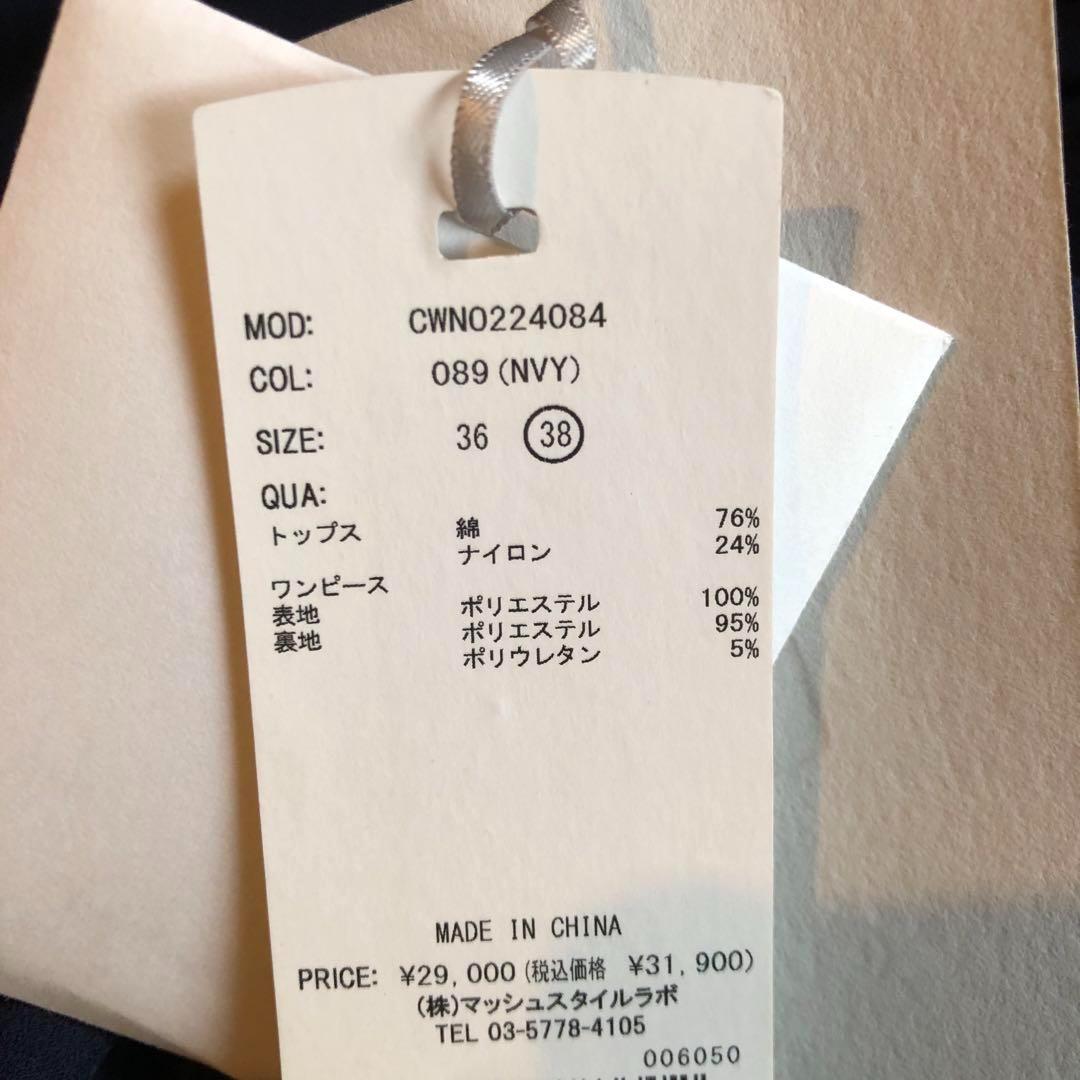 MOD: CWNO224084
COL: 089(NVY)
SIZE: 36 38
QUA:
トップス 綿 76%
ナイロン 24%
ワンピース
表地 ポリエステル 100%
裏地 ポリエステル 95%
ポリウレタン 5%
MADE IN CHINA
PRICE: ¥29,000(税込価格 ¥31,900)
(株)マッシュスタイルラボ
TEL 03-5778-4105
006050